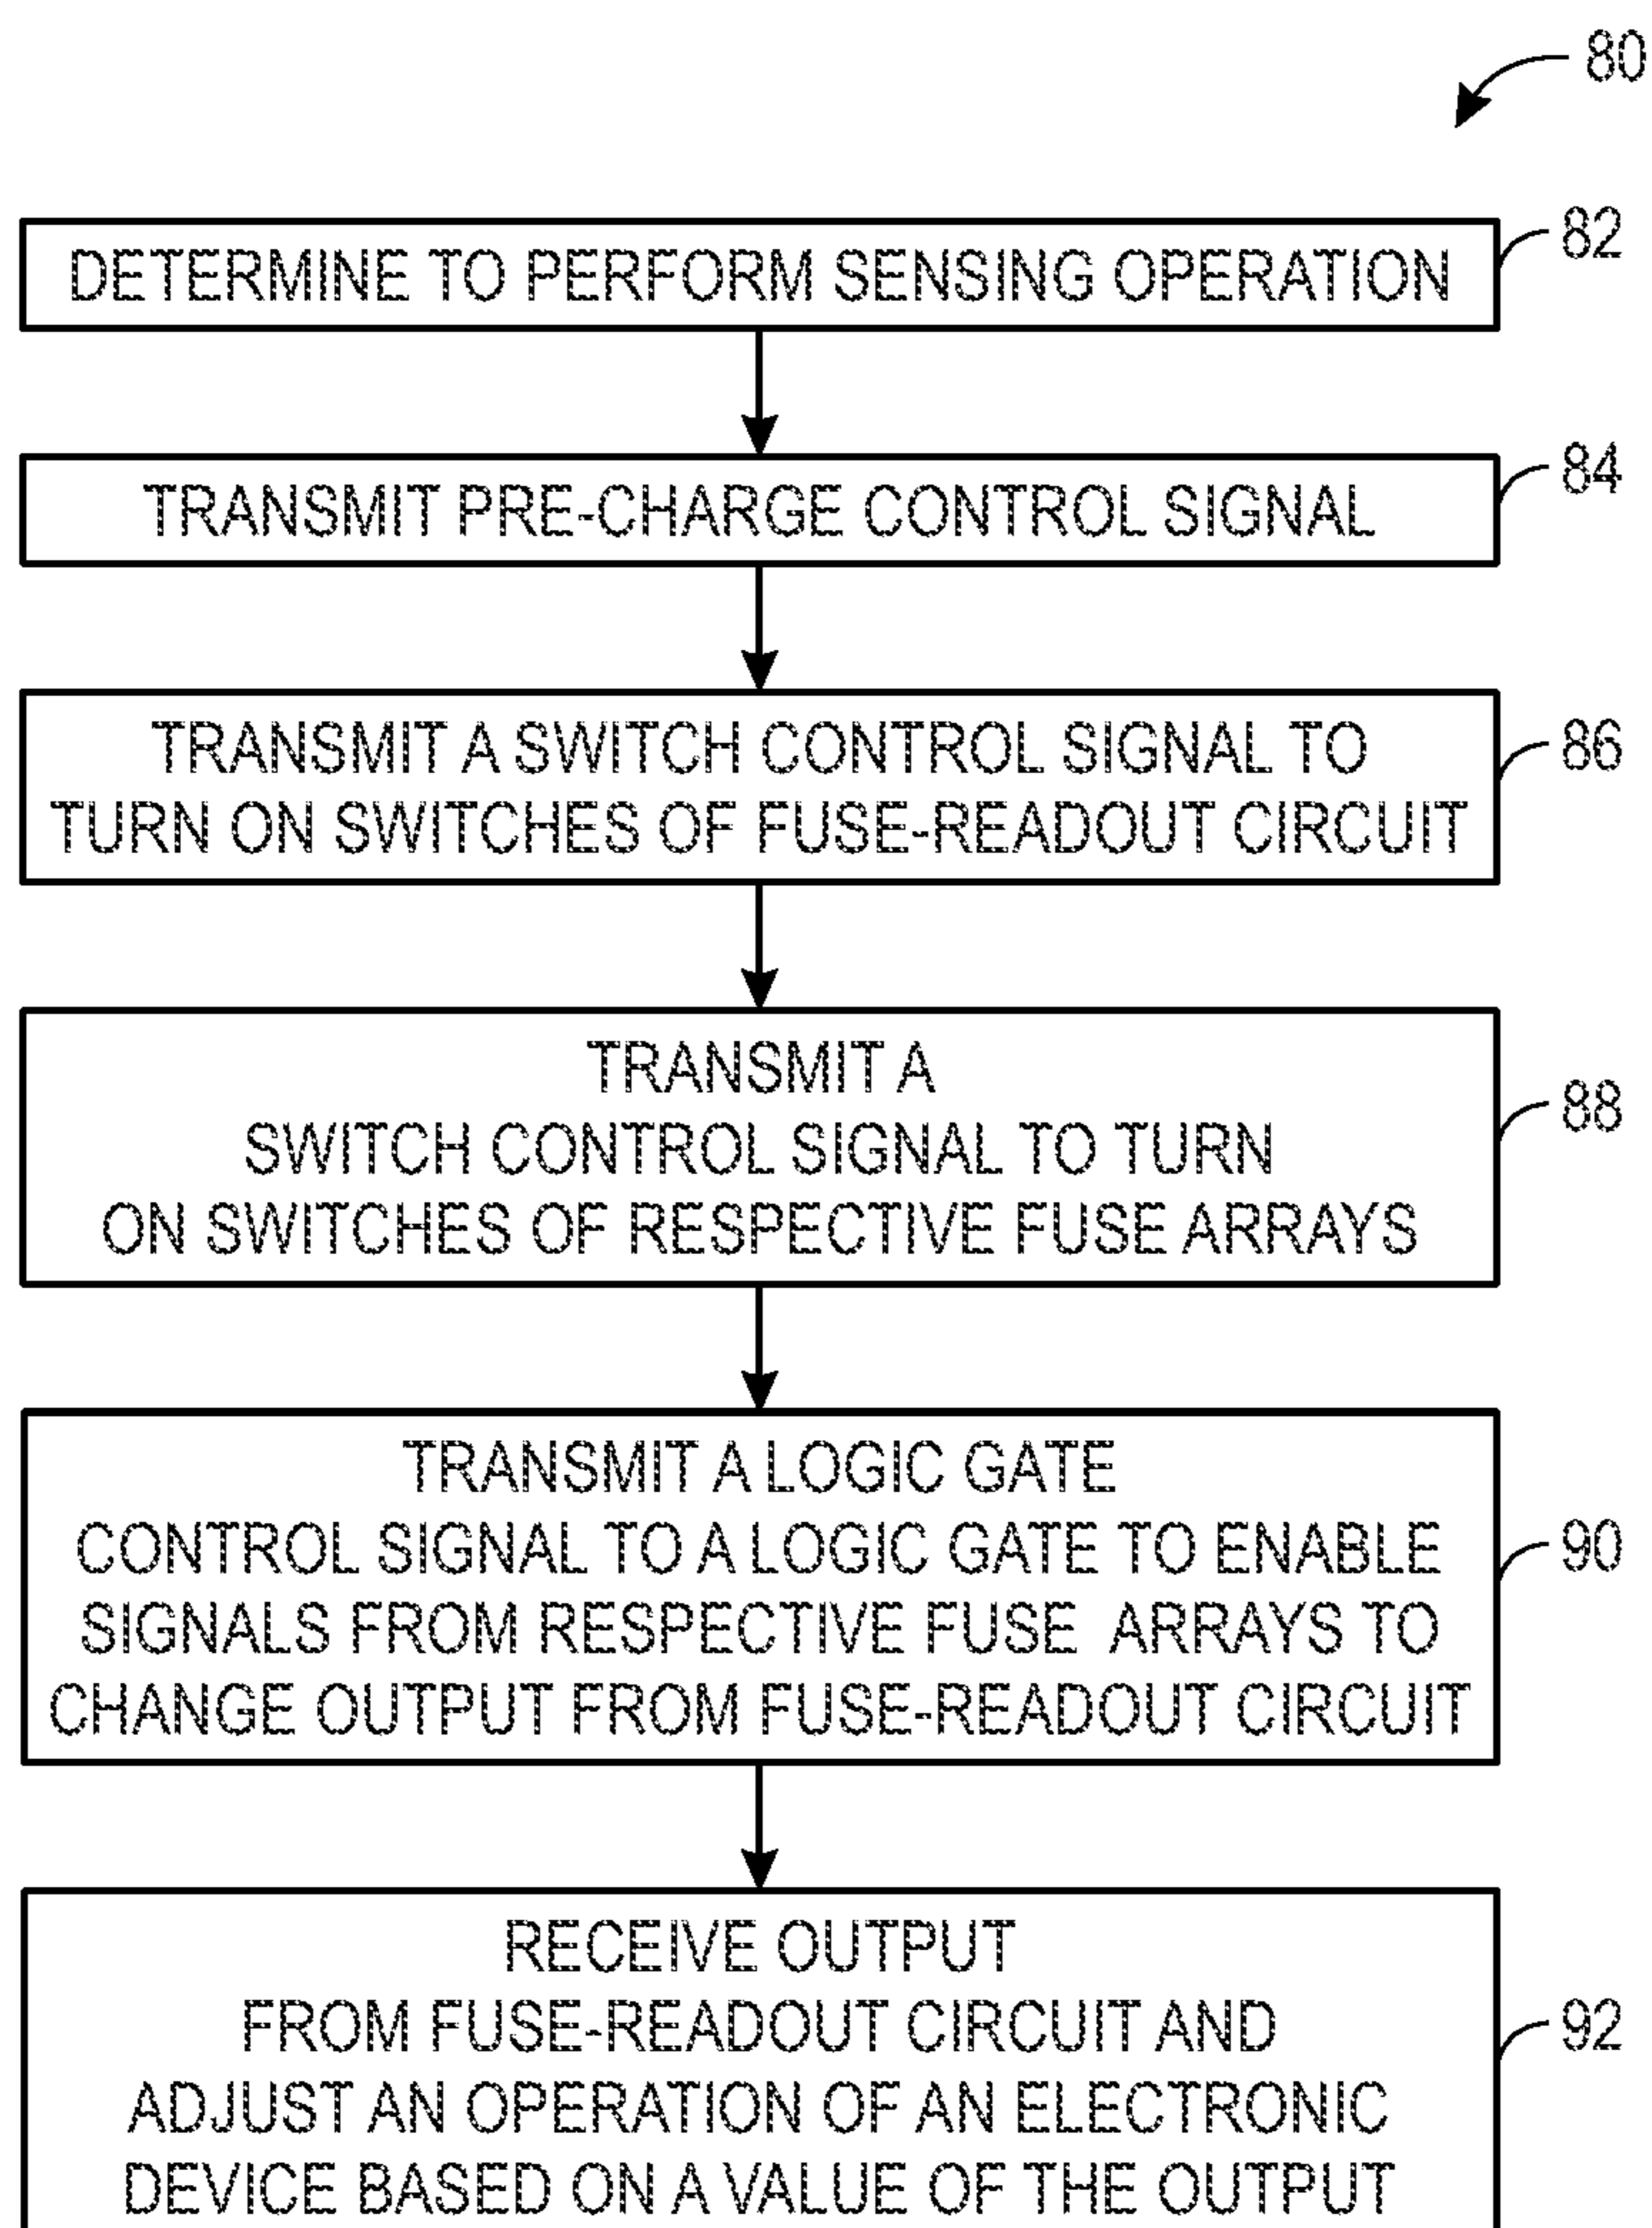 80
DETERMINE TO PERFORM SENSING OPERATION
82
TRANSMIT PRE-CHARGE CONTROL SIGNAL
84
TRANSMIT A SWITCH CONTROL SIGNAL TO
TURN ON SWITCHES OF FUSE-READOUT CIRCUIT
86
TRANSMIT A
SWITCH CONTROL SIGNAL TO TURN
ON SWITCHES OF RESPECTIVE FUSE ARRAYS
88
TRANSMIT A LOGIC GATE
CONTROL SIGNAL TO A LOGIC GATE TO ENABLE
SIGNALS FROM RESPECTIVE FUSE ARRAYS TO
CHANGE OUTPUT FROM FUSE-READOUT CIRCUIT
90
RECEIVE OUTPUT
FROM FUSE-READOUT CIRCUIT AND
ADJUST AN OPERATION OF AN ELECTRONIC
DEVICE BASED ON A VALUE OF THE OUTPUT
92